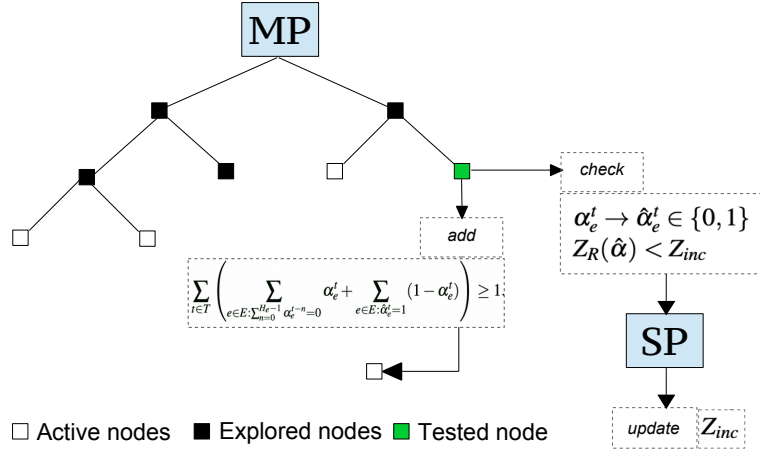 MP
check
α_e^t → α̂_e^t ∈ {0, 1}
Z_R(α̂) < Z_inc
add
∑_{t∈T} ( ∑_{e∈E:∑_{n=0}^{H_e−1} α_e^{t−n}=0} α_e^t + ∑_{e∈E:α̂_e^t=1} (1−α_e^t) ) ≥ 1.
SP
update Z_inc
Active nodes Explored nodes Tested node